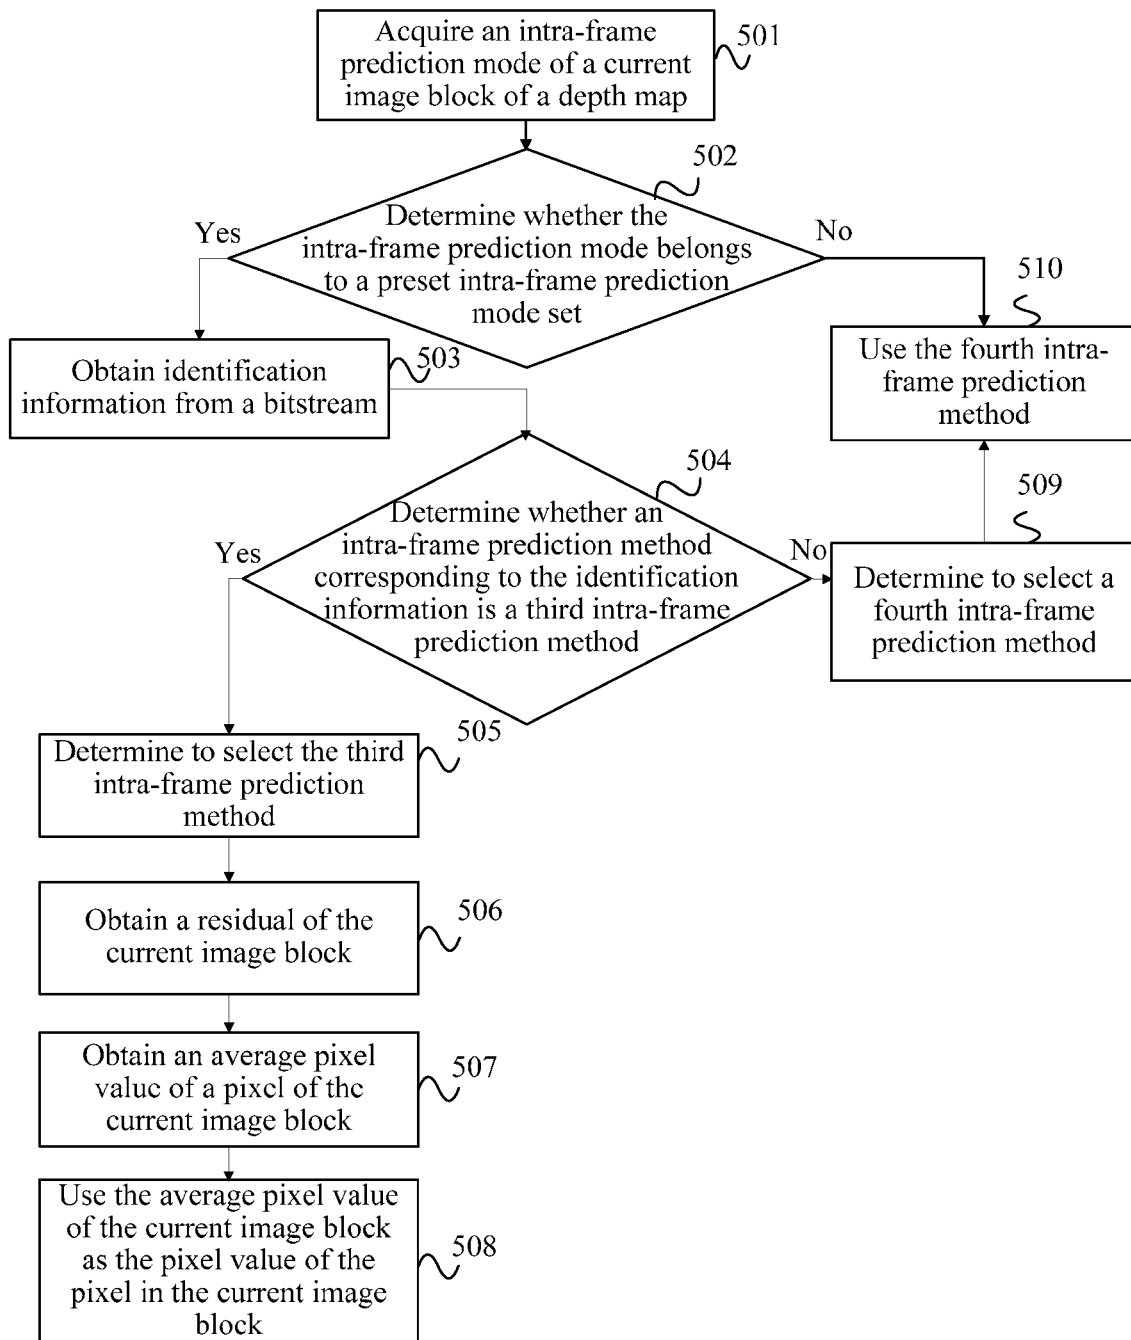 Acquire an intra-frame
prediction mode of a current
image block of a depth map
501
502
Determine whether the
intra-frame prediction mode belongs
to a preset intra-frame prediction
mode set
Yes
No
510
Obtain identification
information from a bitstream
503
Use the fourth intra-
frame prediction
method
504
Determine whether an
intra-frame prediction method
corresponding to the identification
information is a third intra-frame
prediction method
Yes
No
509
Determine to select a
fourth intra-frame
prediction method
Determine to select the third
intra-frame prediction
method
505
Obtain a residual of the
current image block
506
Obtain an average pixel
value of a pixel of the
current image block
507
Use the average pixel value
of the current image block
as the pixel value of the
pixel in the current image
block
508